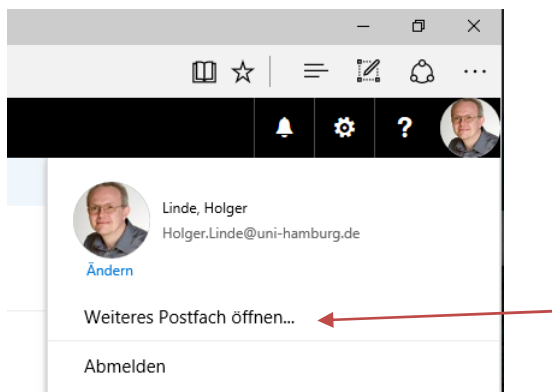 Linde, Holger
Holger.Linde@uni-hamburg.de
Ändern
Weiteres Postfach öffnen...
Abmelden